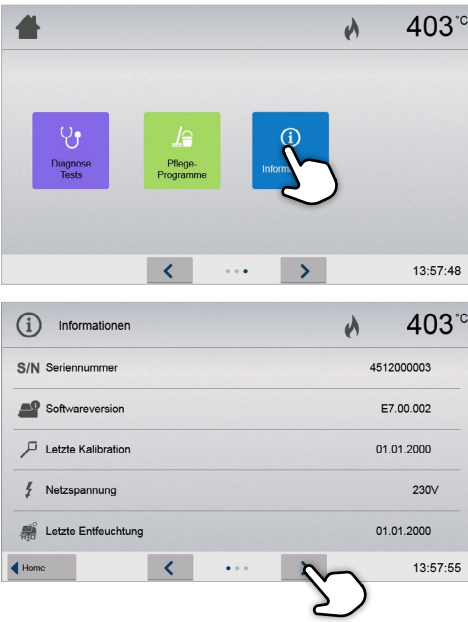 403°C
Diagnose
Tests
Pflege-
Programme
Inform
13:57:48
Informationen
403°C
S/N Seriennummer
4512000003
Softwareversion
E7.00.002
Letzte Kalibration
01.01.2000
Netzspannung
230V
Letzte Entfeuchtung
01.01.2000
Home
13:57:55